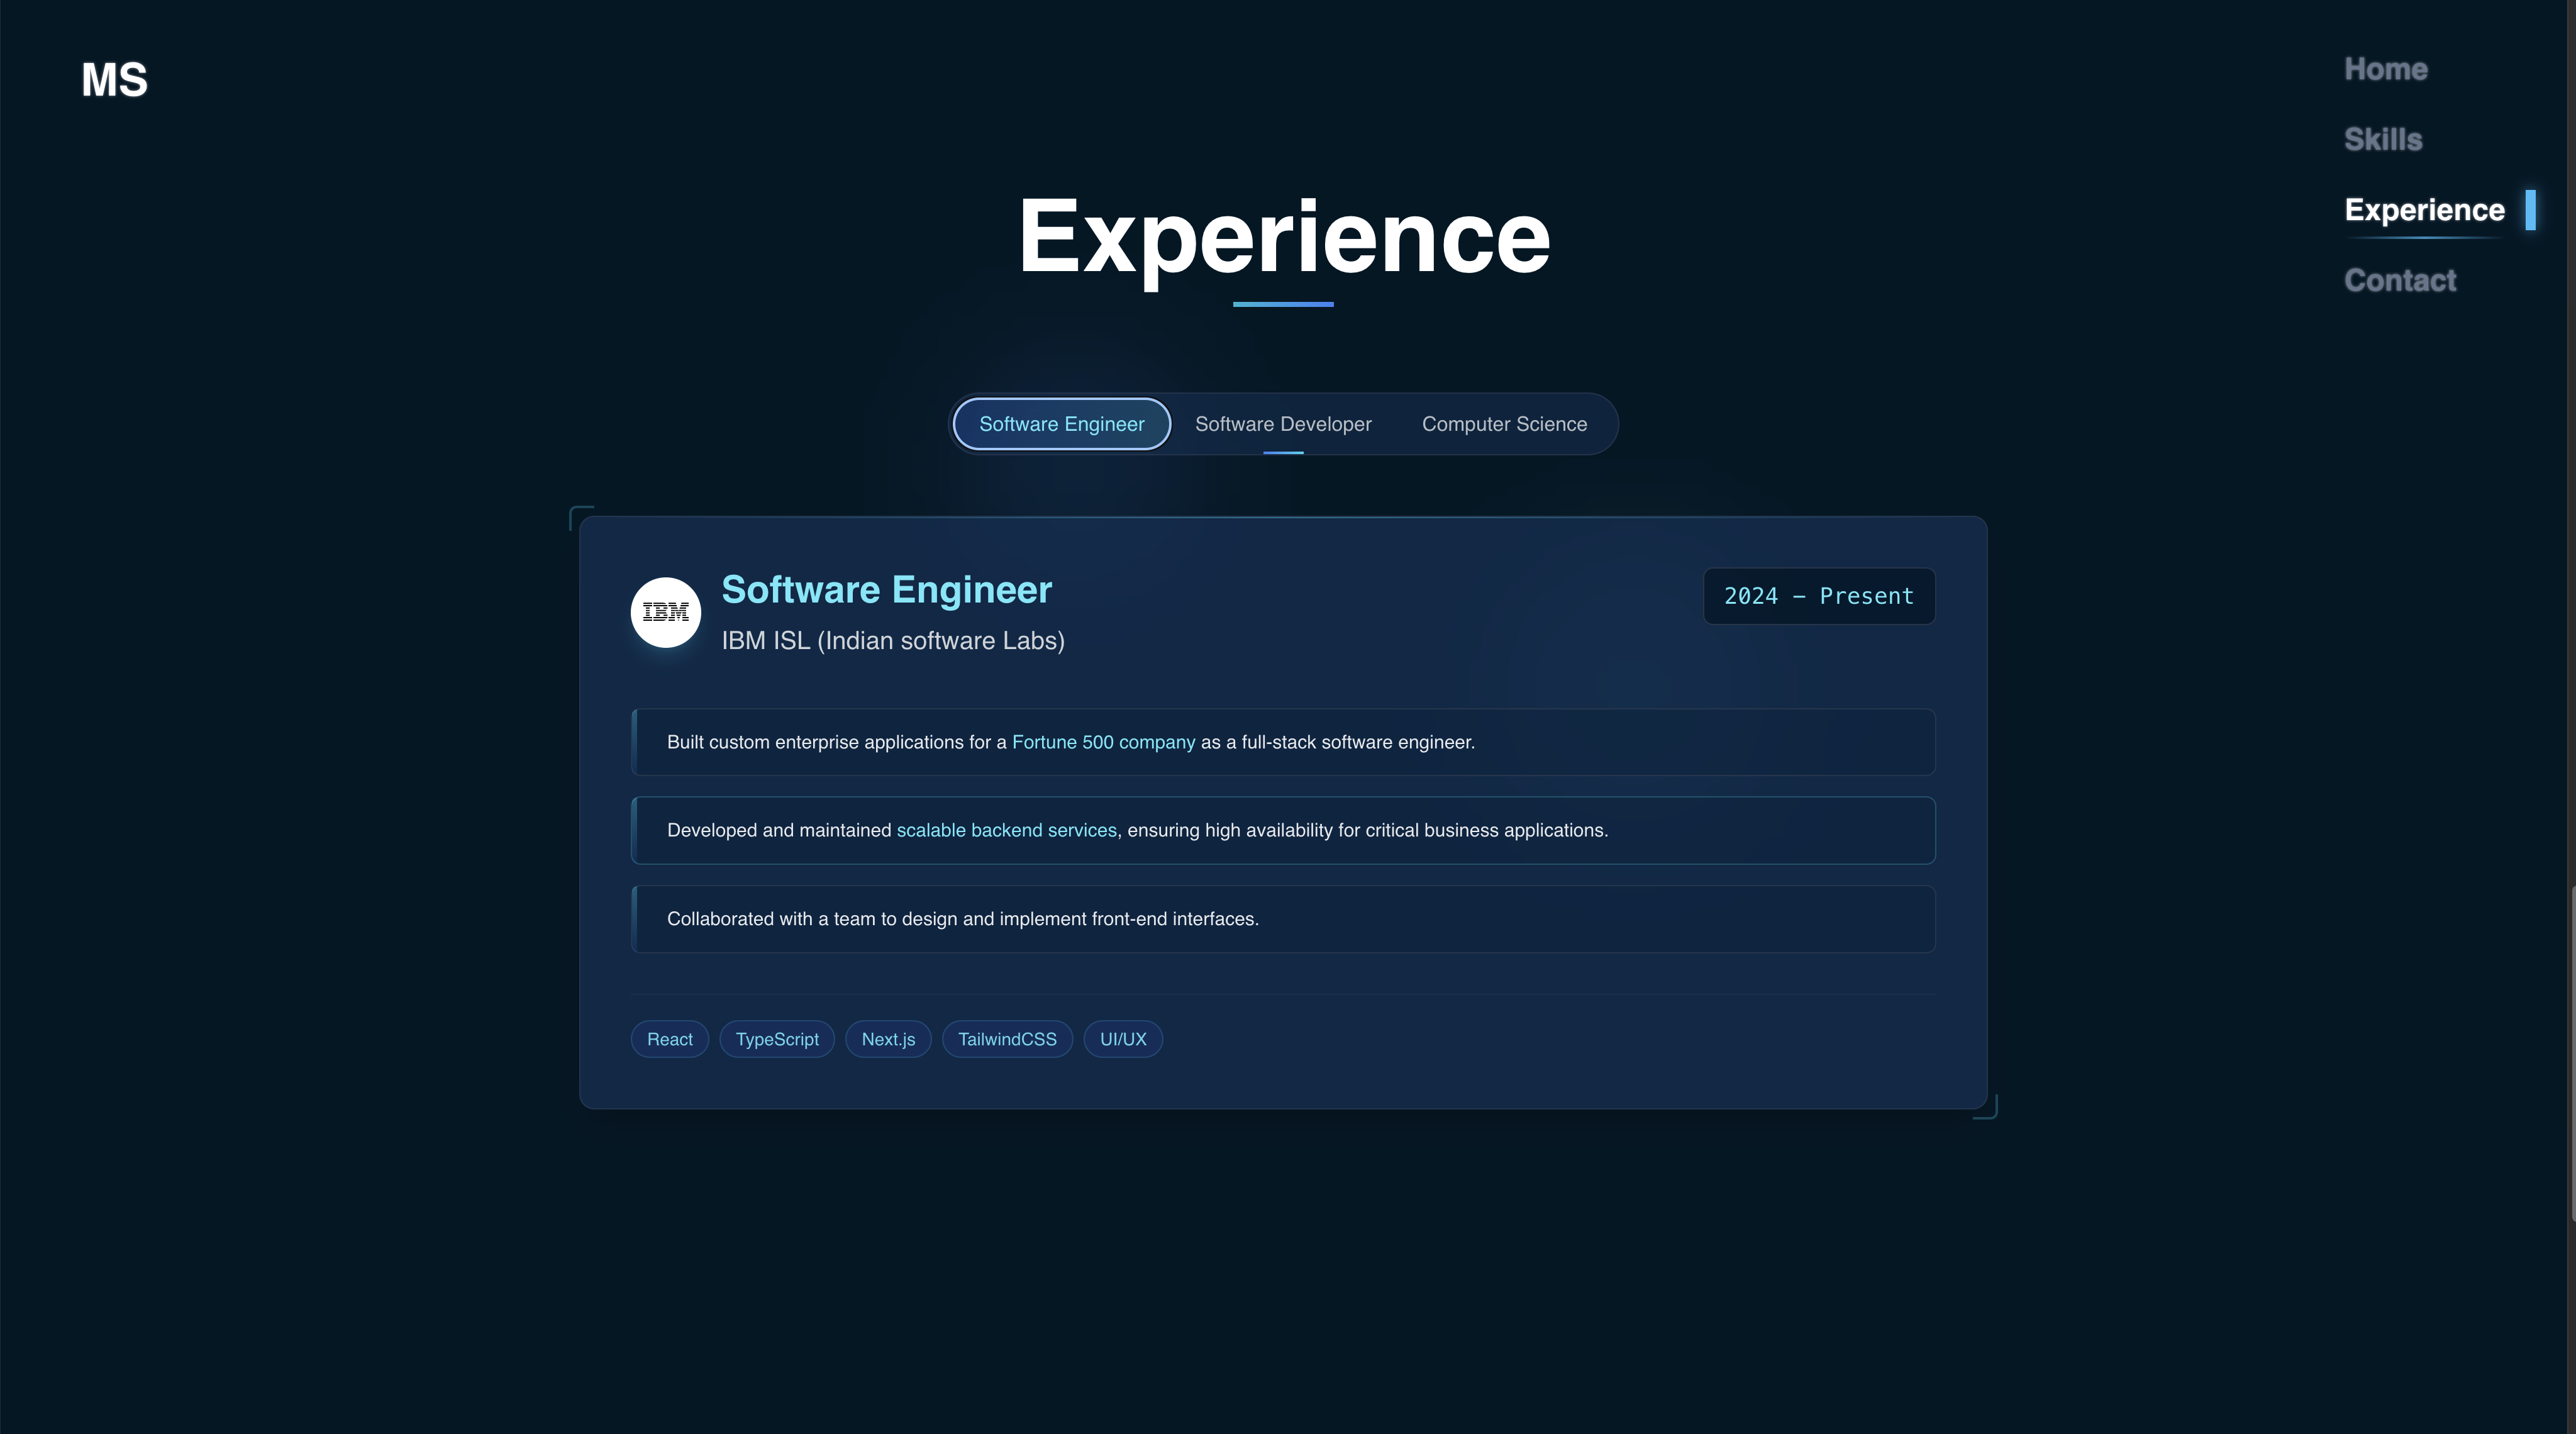 MS
Home
Skills
Experience
Contact
Experience
Software Engineer
Software Developer
Computer Science
IBM
Software Engineer
IBM ISL (Indian software Labs)
2024 – Present
Built custom enterprise applications for a Fortune 500 company as a full-stack software engineer.
Developed and maintained scalable backend services, ensuring high availability for critical business applications.
Collaborated with a team to design and implement front-end interfaces.
React
TypeScript
Next.js
TailwindCSS
UI/UX